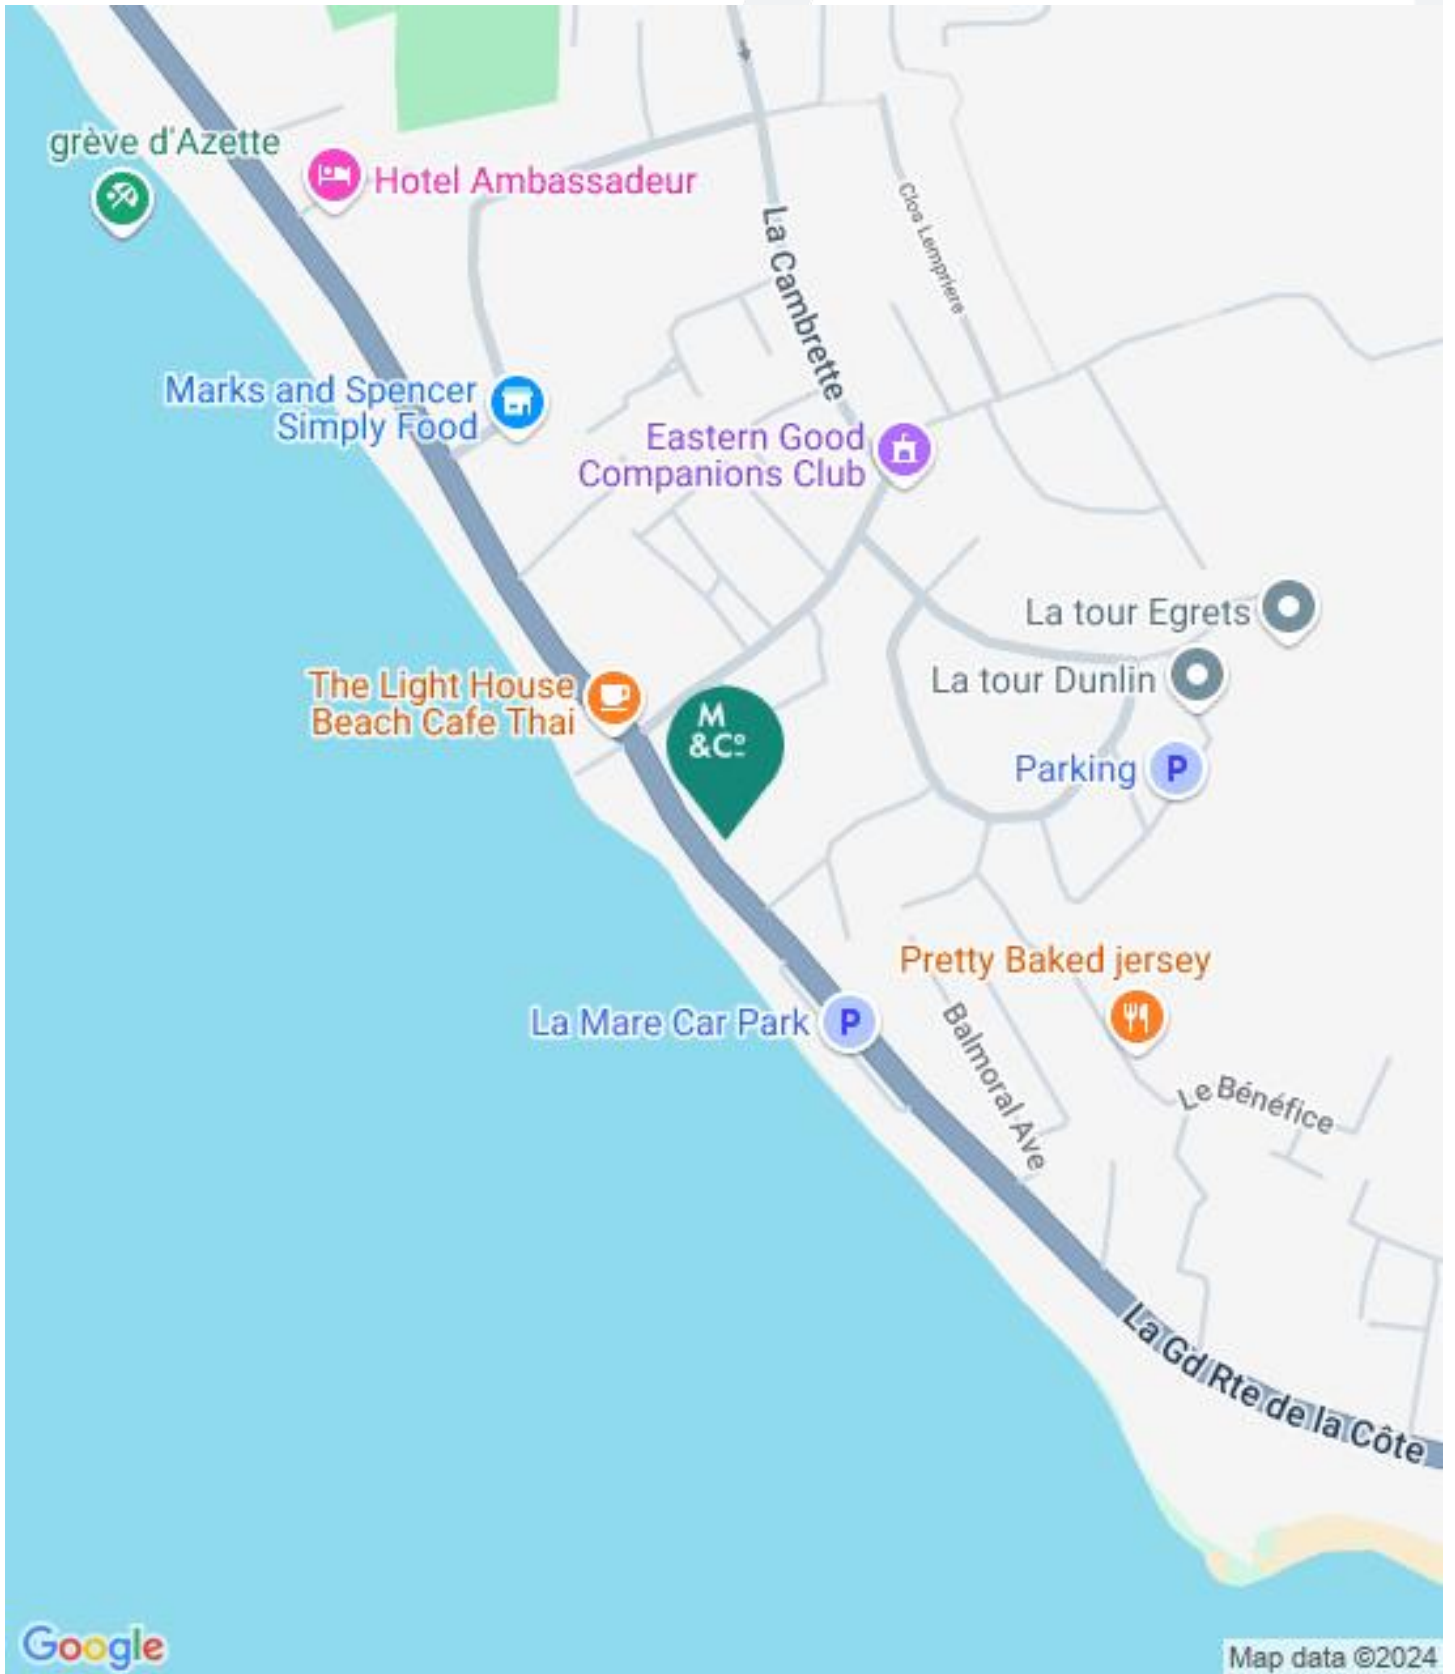 grève d'Azette
Hotel Ambassadeur
Clos Lempriere
La Cambrette
Marks and Spencer
Simply Food
Eastern Good
Companions Club
La tour Egrets
La tour Dunlin
The Light House
Beach Cafe Thai
M
&Cº
Parking
P
Pretty Baked jersey
La Mare Car Park
P
Balmoral Ave
Le Bénéfice
La Gd Rte de la Côte
Google
Map data ©2024